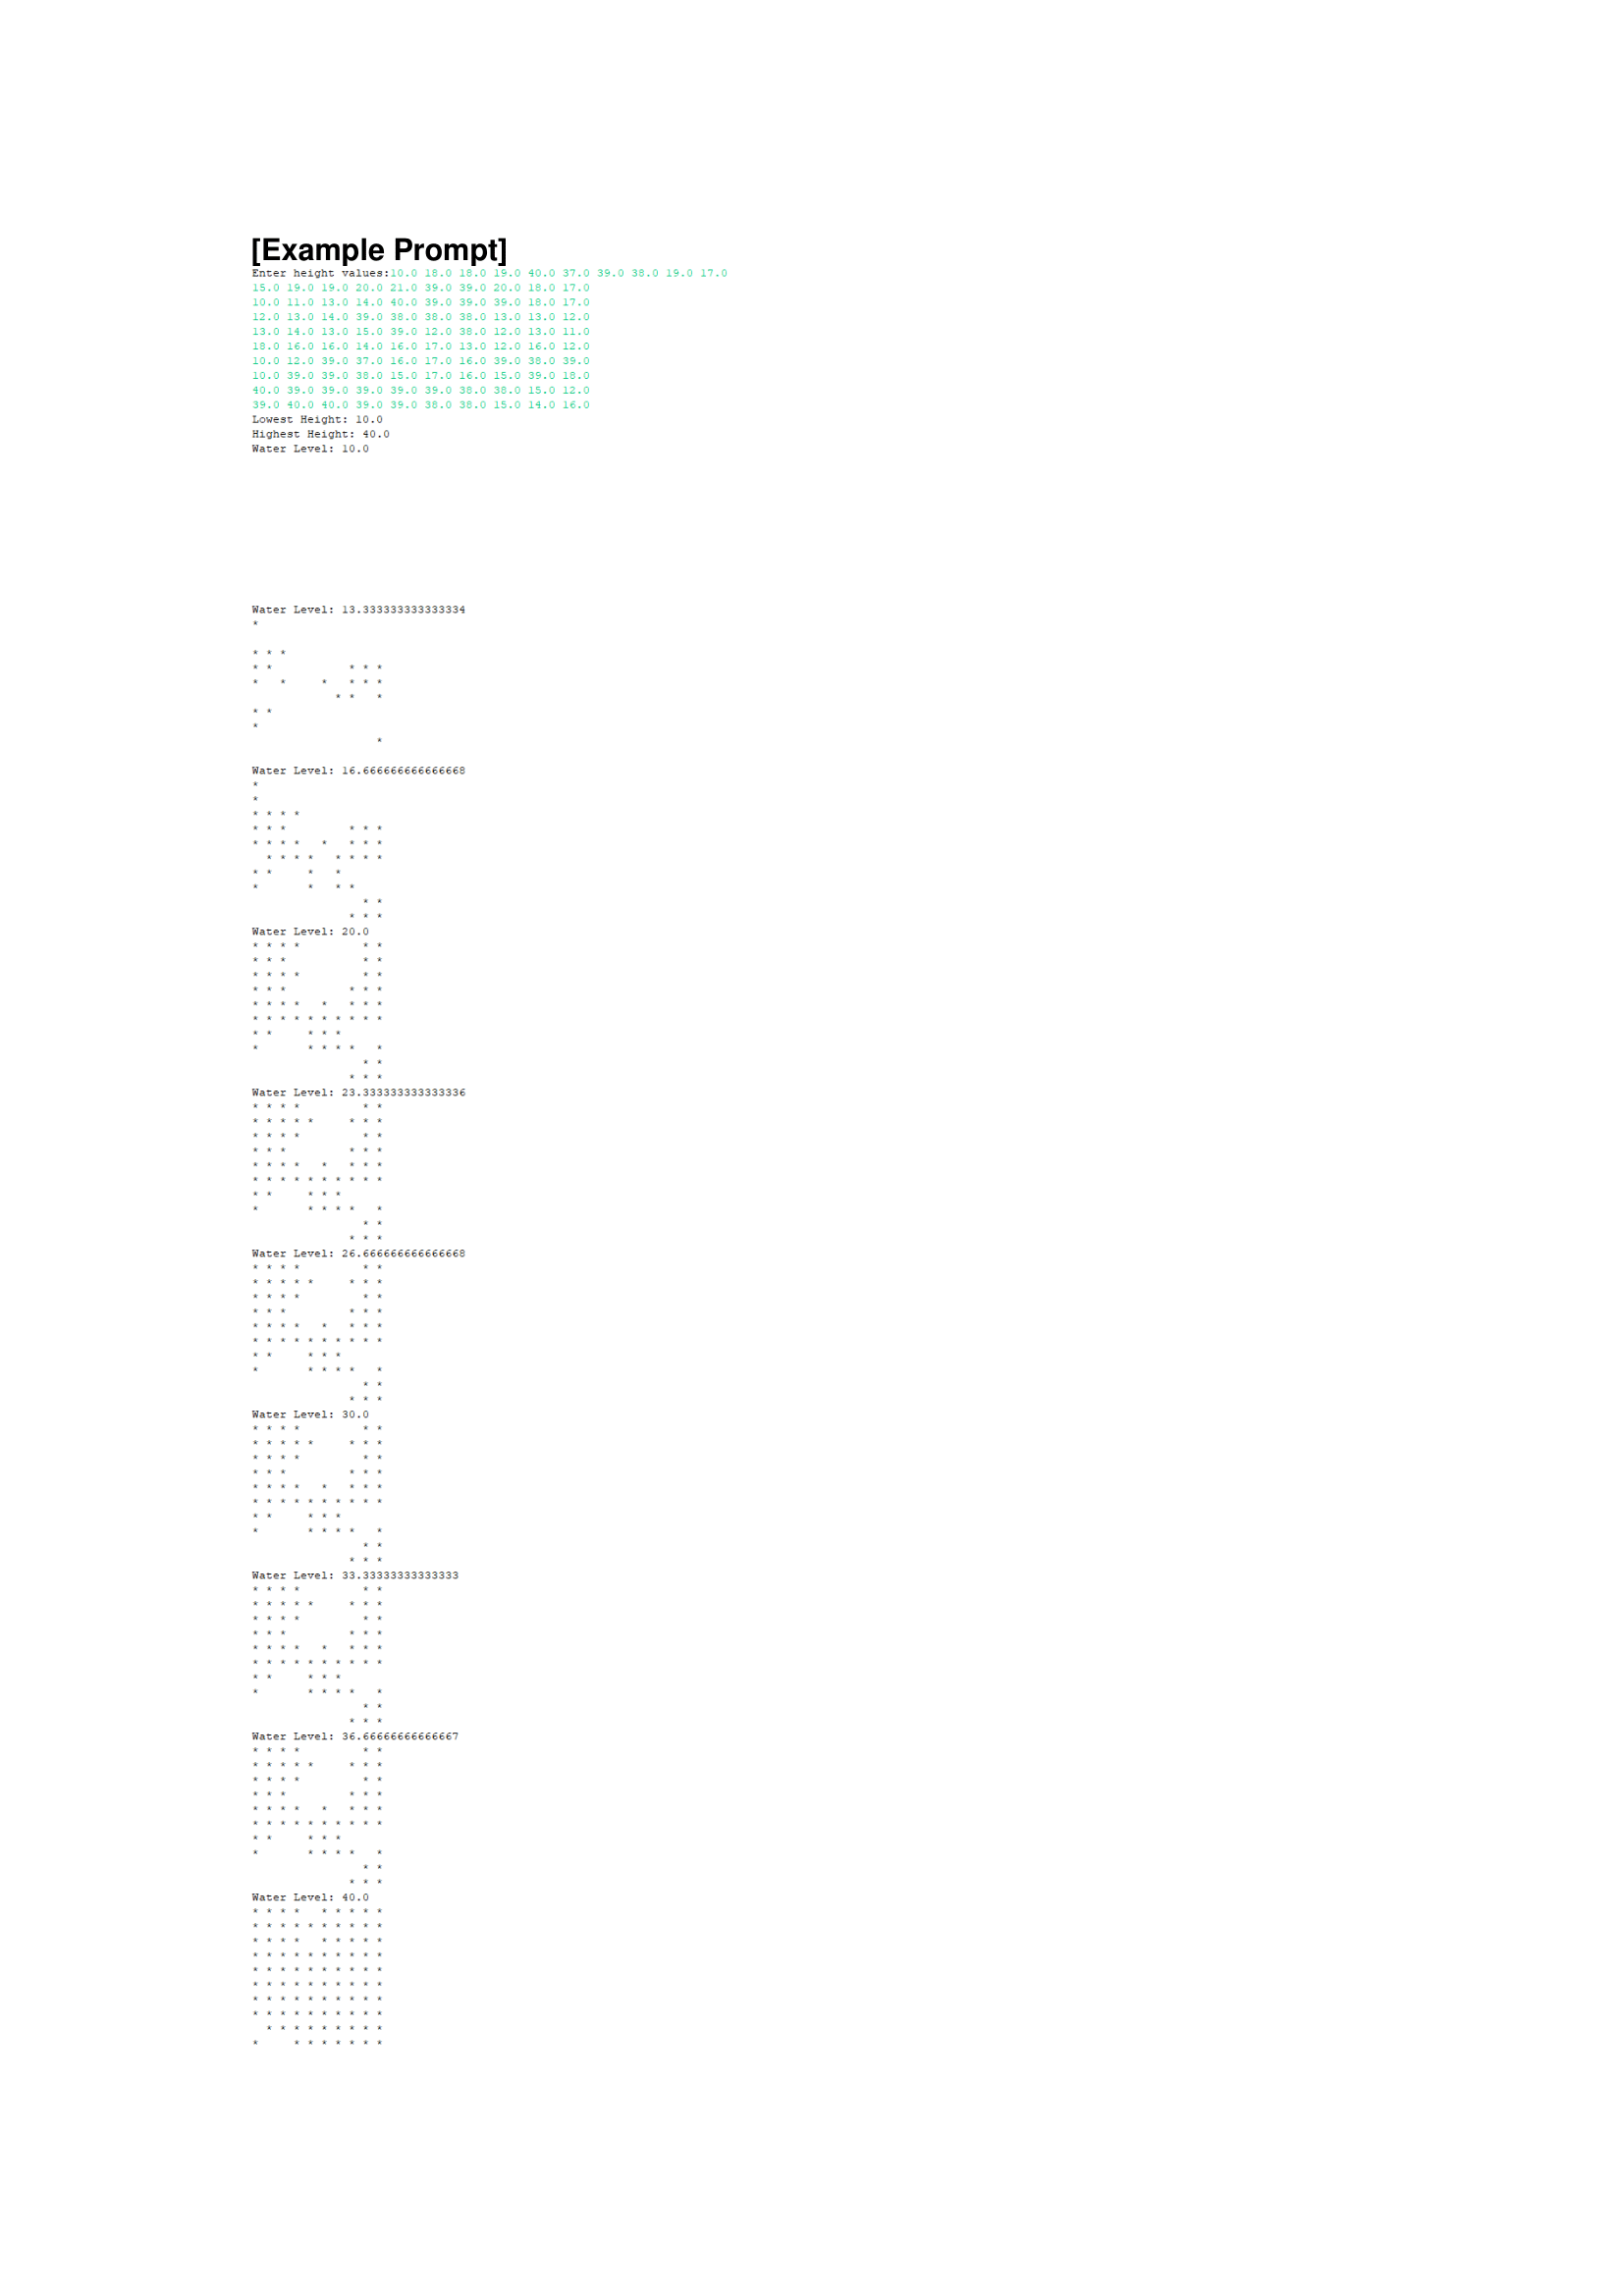 [Example Prompt]
Enter height values:10.0 18.0 18.0 19.0 40.0 37.0 39.0 38.0 19.0 17.0
15.0 19.0 19.0 20.0 21.0 39.0 39.0 20.0 18.0 17.0
10.0 11.0 13.0 14.0 40.0 39.0 39.0 39.0 18.0 17.0
12.0 13.0 14.0 39.0 38.0 38.0 38.0 13.0 13.0 12.0
13.0 14.0 13.0 15.0 39.0 12.0 38.0 12.0 13.0 11.0
18.0 16.0 16.0 14.0 16.0 17.0 13.0 12.0 16.0 12.0
10.0 12.0 39.0 37.0 16.0 17.0 16.0 39.0 38.0 39.0
10.0 39.0 39.0 38.0 15.0 17.0 16.0 15.0 39.0 18.0
40.0 39.0 39.0 39.0 39.0 39.0 38.0 38.0 15.0 12.0
39.0 40.0 40.0 39.0 39.0 38.0 38.0 15.0 14.0 16.0
Lowest Height: 10.0
Highest Height: 40.0
Water Level: 10.0
Water Level: 13.333333333333334
*
* * *
* *           * * *
*   *     *   * * *
            * *   *
* *
*
                  *
Water Level: 16.666666666666668
*
*
* * * *
* * *         * * *
* * * *   *   * * *
  * * * *   * * * *
* *     *   *
*       *   * *
                * *
              * * *
Water Level: 20.0
* * * *         * *
* * *           * *
* * * *         * *
* * *         * * *
* * * *   *   * * *
* * * * * * * * * *
* *     * * *
*       * * * *   *
                * *
              * * *
Water Level: 23.333333333333336
* * * *         * *
* * * * *     * * *
* * * *         * *
* * *         * * *
* * * *   *   * * *
* * * * * * * * * *
* *     * * *
*       * * * *   *
                * *
              * * *
Water Level: 26.666666666666668
* * * *         * *
* * * * *     * * *
* * * *         * *
* * *         * * *
* * * *   *   * * *
* * * * * * * * * *
* *     * * *
*       * * * *   *
                * *
              * * *
Water Level: 30.0
* * * *         * *
* * * * *     * * *
* * * *         * *
* * *         * * *
* * * *   *   * * *
* * * * * * * * * *
* *     * * *
*       * * * *   *
                * *
              * * *
Water Level: 33.33333333333333
* * * *         * *
* * * * *     * * *
* * * *         * *
* * *         * * *
* * * *   *   * * *
* * * * * * * * * *
* *     * * *
*       * * * *   *
                * *
              * * *
Water Level: 36.66666666666667
* * * *         * *
* * * * *     * * *
* * * *         * *
* * *         * * *
* * * *   *   * * *
* * * * * * * * * *
* *     * * *
*       * * * *   *
                * *
              * * *
Water Level: 40.0
* * * *   * * * * *
* * * * * * * * * *
* * * *   * * * * *
* * * * * * * * * *
* * * * * * * * * *
* * * * * * * * * *
* * * * * * * * * *
* * * * * * * * * *
  * * * * * * * * *
*     * * * * * * *